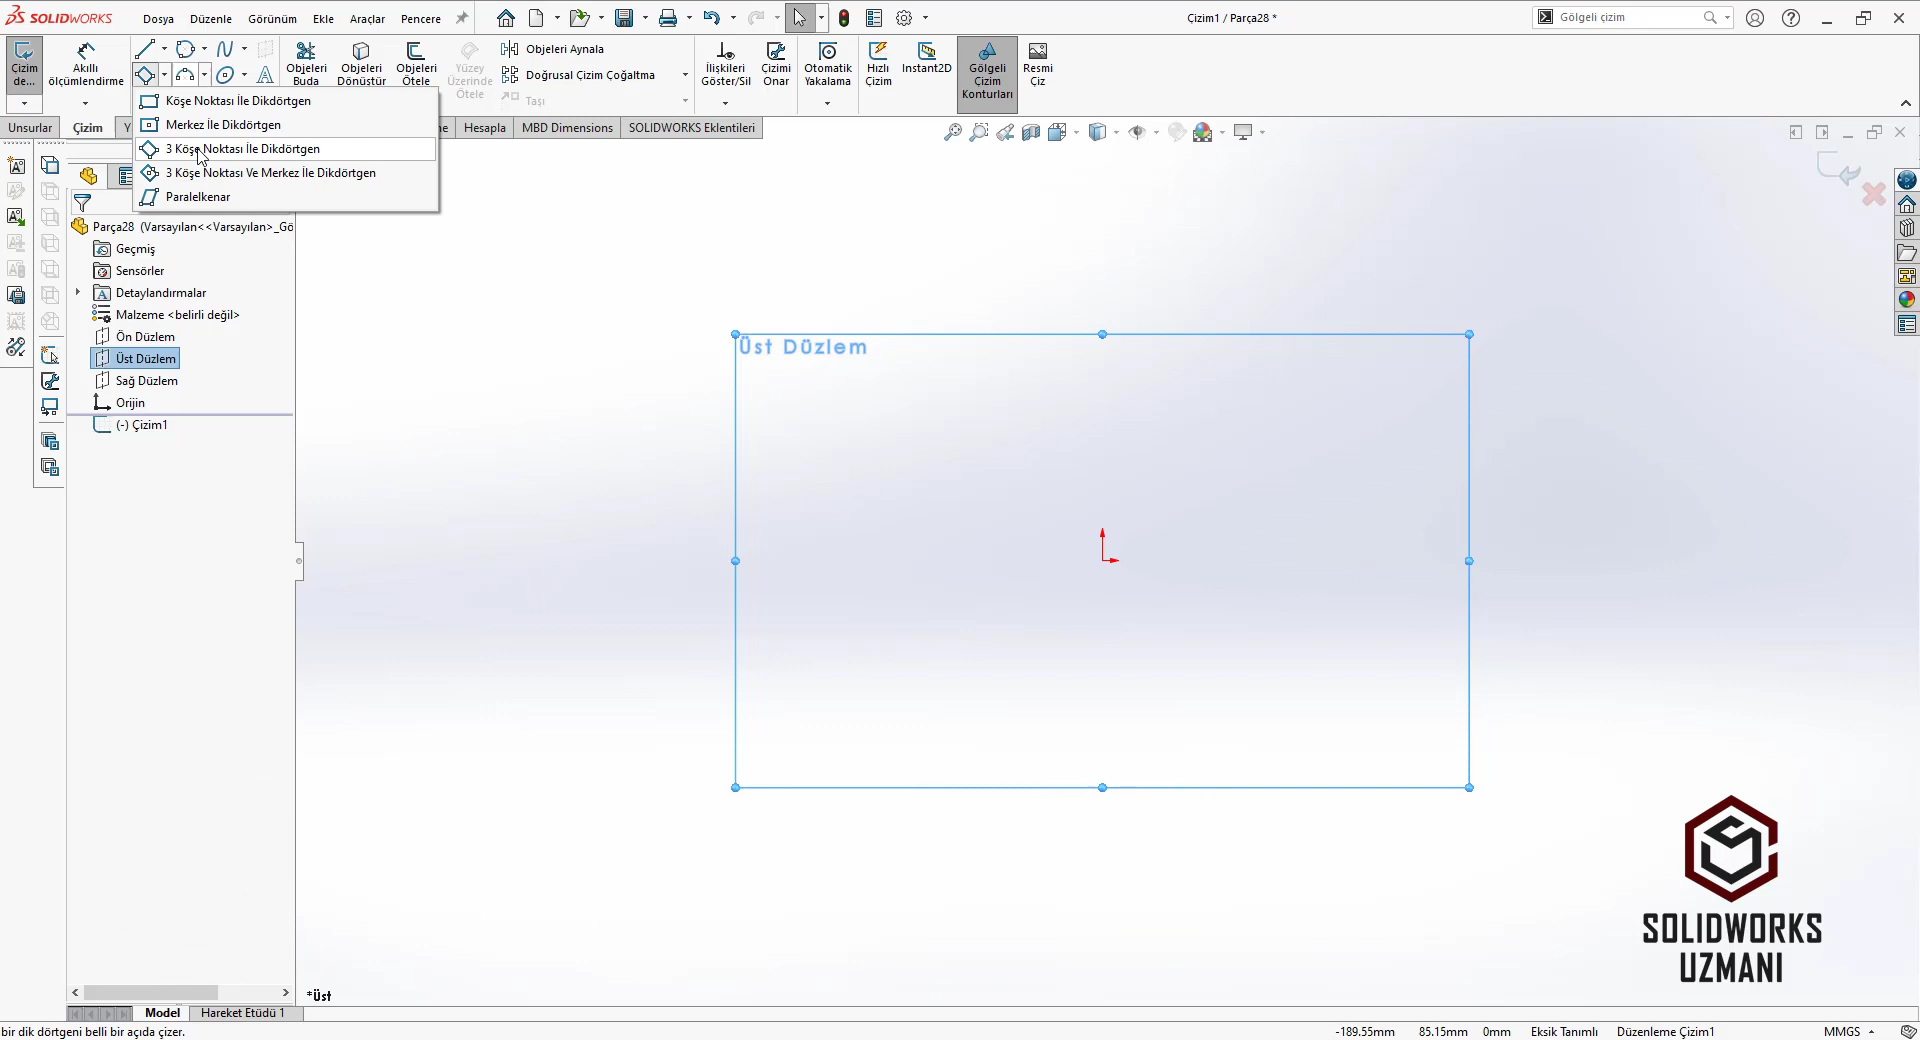 SOLIDWORKS Dosya Düzenle Görünüm Ekle Araçlar Pencere Çizim1 / Parça28 * Gölgeli çizim
Çizim de...
Akıllı ölçümlendirme
Objeleri Buda
Objeleri Dönüştür
Objeleri Ötele
Yüzey Üzerinde Ötele
Objeleri Aynala
Doğrusal Çizim Çoğaltma
Taşı
İlişkileri Göster/Sil
Çizimi Onar
Otomatik Yakalama
Hızlı Çizim
Instant2D
Gölgeli Çizim Konturları
Resmi Çiz
Köşe Noktası İle Dikdörtgen
Merkez İle Dikdörtgen
3 Köşe Noktası İle Dikdörtgen
3 Köşe Noktası Ve Merkez İle Dikdörtgen
Paralelkenar
Unsurlar Çizim Y ne Hesapla MBD Dimensions SOLIDWORKS Eklentileri
Parça28 (Varsayılan<<Varsayılan>_Gö
Geçmiş
Sensörler
Detaylandırmalar
Malzeme <belirli değil>
Ön Düzlem
Üst Düzlem
Sağ Düzlem
Orijin
(-) Çizim1
Üst Düzlem
SOLIDWORKS
UZMANI
*Üst
Model Hareket Etüdü 1
bir dik dörtgeni belli bir açıda çizer. -189.55mm 85.15mm 0mm Eksik Tanımlı Düzenleme Çizim1 MMGS